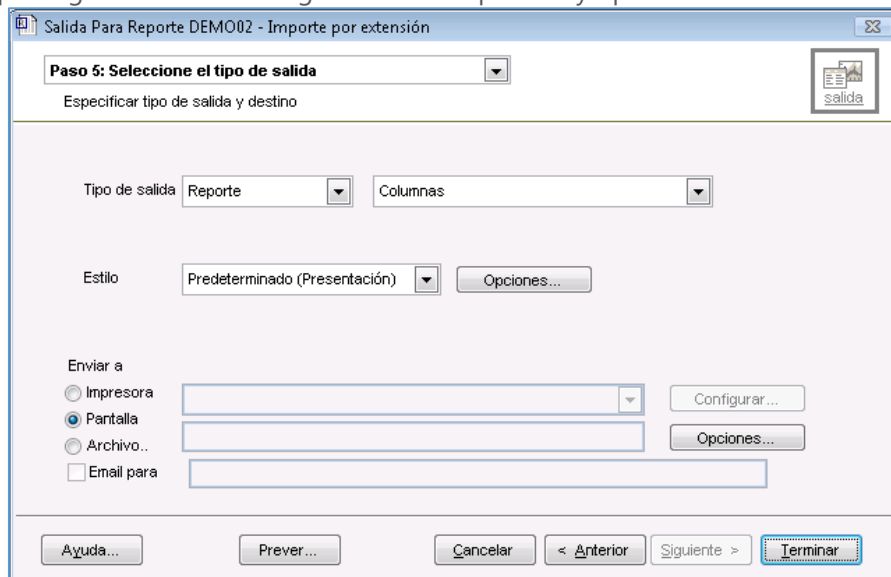 Salida Para Reporte DEMO02 - Importe por extensión
Paso 5: Seleccione el tipo de salida
Especificar tipo de salida y destino
salida
Tipo de salida Reporte Columnas
Estilo Predeterminado (Presentación) Opciones...
Enviar a
Impresora Configurar...
Pantalla
Archivo.. Opciones...
Email para
Ayuda... Prever... Cancelar < Anterior Siguiente > Terminar